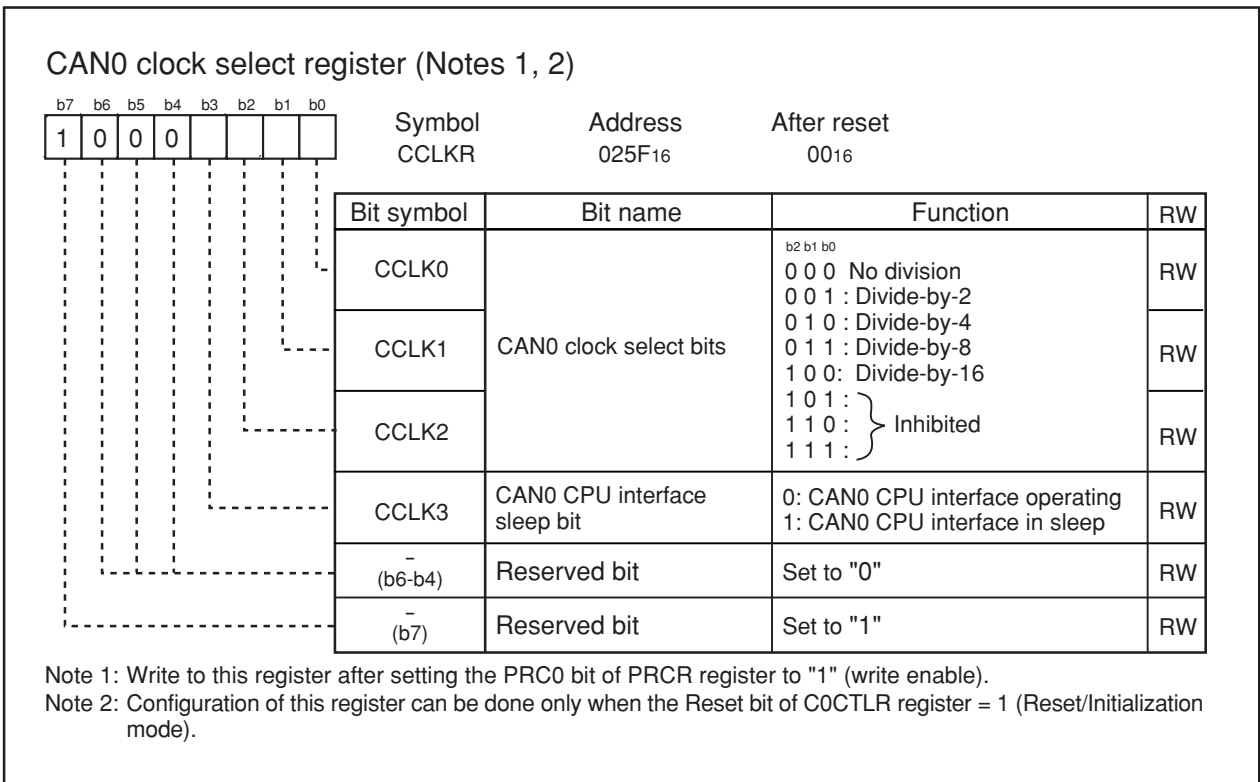 CAN0 clock select register (Notes 1, 2)
b7 b6 b5 b4 b3 b2 b1 b0
1 0 0 0
Symbol Address After reset
CCLKR 025F16 0016
Bit symbol Bit name Function RW
CCLK0 RW
CCLK1 CAN0 clock select bits RW
CCLK2 RW
b2 b1 b0
0 0 0 No division
0 0 1 : Divide-by-2
0 1 0 : Divide-by-4
0 1 1 : Divide-by-8
1 0 0: Divide-by-16
1 0 1 :
1 1 0 : Inhibited
1 1 1 :
CCLK3 CAN0 CPU interface
sleep bit
0: CAN0 CPU interface operating
1: CAN0 CPU interface in sleep
RW
–
(b6-b4) Reserved bit Set to "0" RW
–
(b7) Reserved bit Set to "1" RW
Note 1: Write to this register after setting the PRC0 bit of PRCR register to "1" (write enable).
Note 2: Configuration of this register can be done only when the Reset bit of C0CTLR register = 1 (Reset/Initialization
mode).